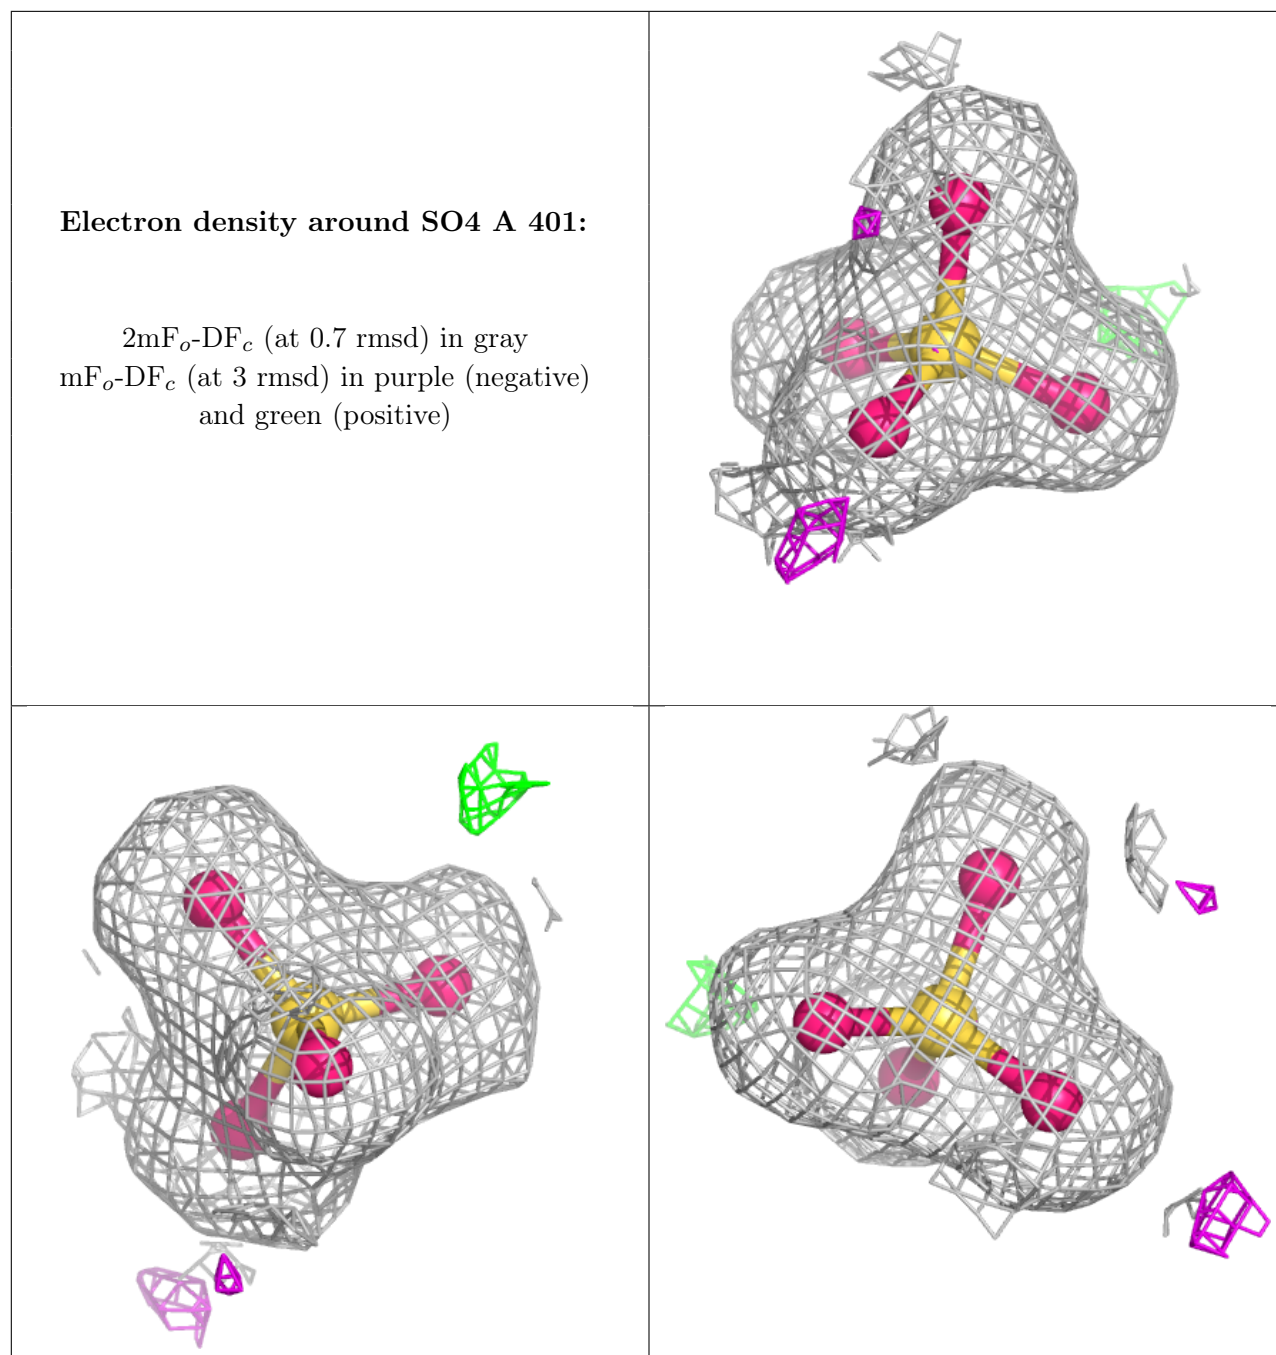 Electron density around SO4 A 401:
2mFo-DFc (at 0.7 rmsd) in gray
mFo-DFc (at 3 rmsd) in purple (negative)
and green (positive)